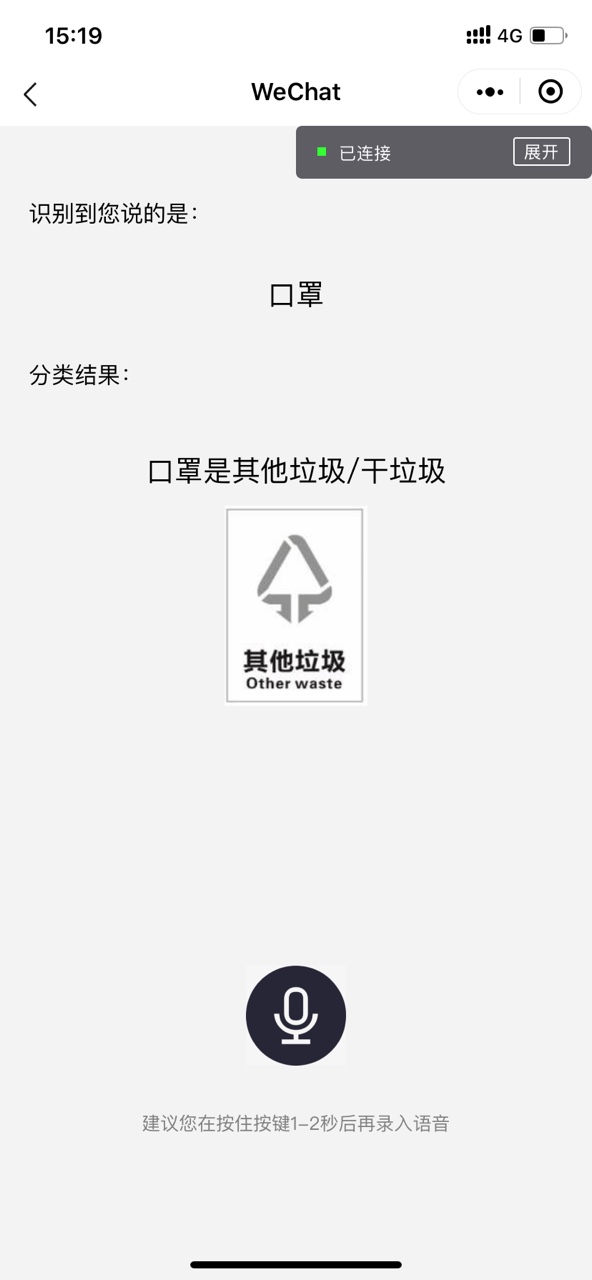 15:19
4G
WeChat
已连接
展开
识别到您说的是：
口罩
分类结果：
口罩是其他垃圾/干垃圾
其他垃圾
Other waste
建议您在按住按键1-2秒后再录入语音